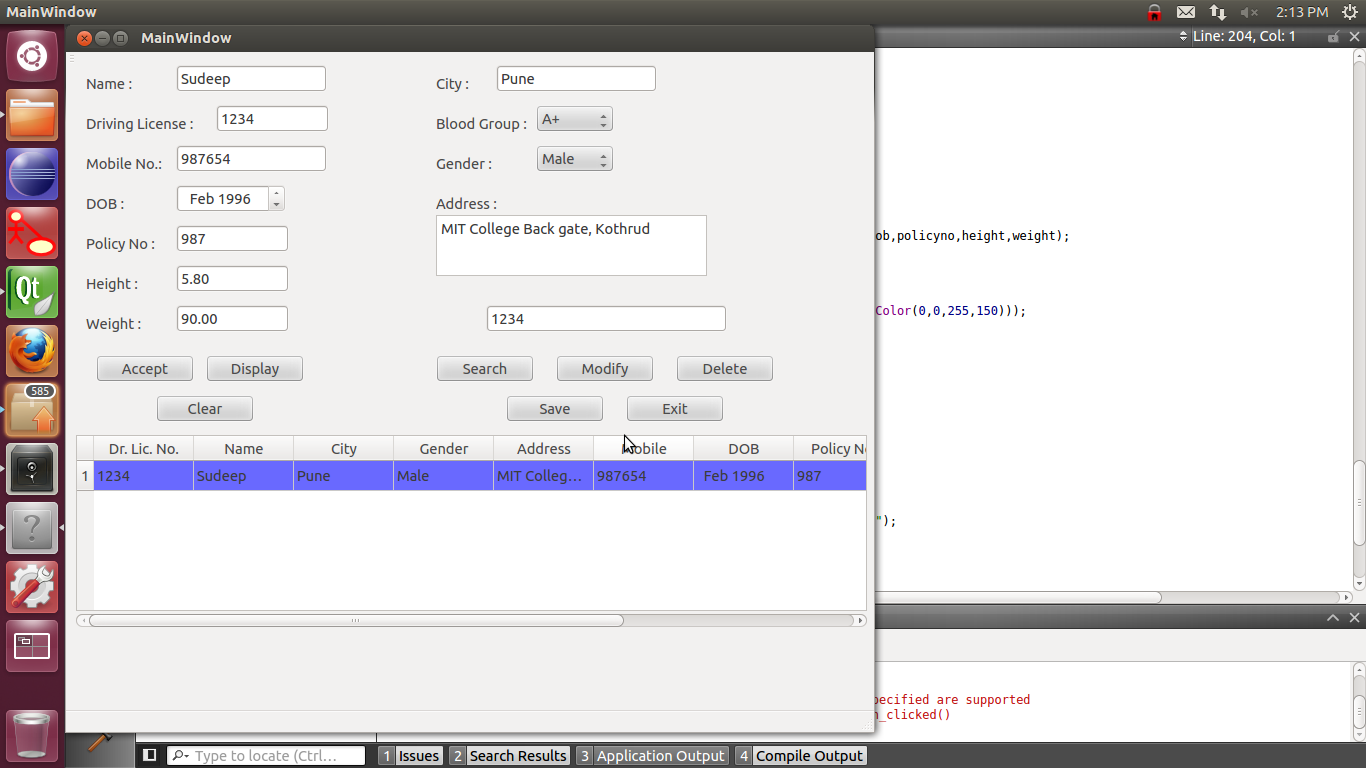 MainWindow
2:13 PM
MainWindow
Line: 204, Col: 1
Name :
Sudeep
City :
Pune
Driving License :
1234
Blood Group :
A+
Mobile No.:
987654
Gender :
Male
DOB :
Feb 1996
Address :
MIT College Back gate, Kothrud
Policy No :
987
ob,policyno,height,weight);
Height :
5.80
Color(0,0,255,150)));
Weight :
90.00
1234
Accept
Display
Search
Modify
Delete
585
Clear
Save
Exit
Dr. Lic. No.
Name
City
Gender
Address
Mobile
DOB
Policy N
1
1234
Sudeep
Pune
Male
MIT Colleg...
987654
Feb 1996
987
");
Qt
pecified are supported
n_clicked()
Type to locate (Ctrl...
1 Issues
2 Search Results
3 Application Output
4 Compile Output